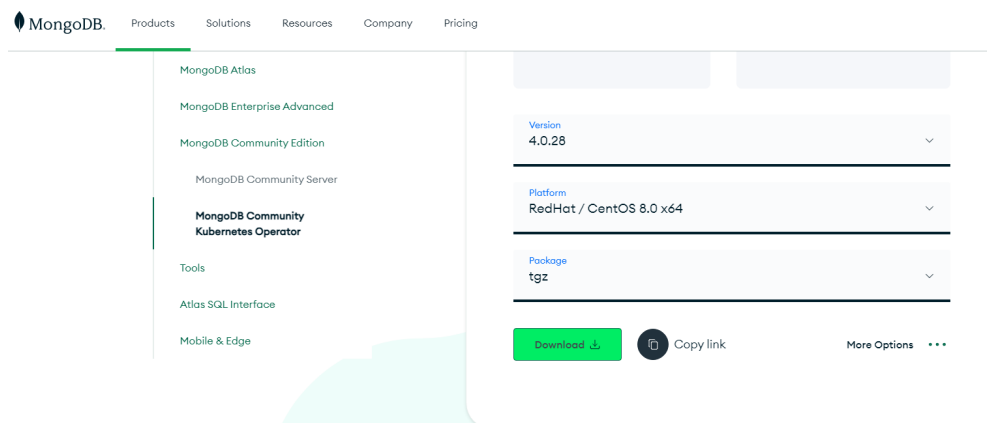 MongoDB.
Products
Solutions
Resources
Company
Pricing
MongoDB Atlas
MongoDB Enterprise Advanced
MongoDB Community Edition
MongoDB Community Server
MongoDB Community
Kubernetes Operator
Tools
Atlas SQL Interface
Mobile & Edge
Version
4.0.28
Platform
RedHat / CentOS 8.0 x64
Package
tgz
Download
Copy link
More Options